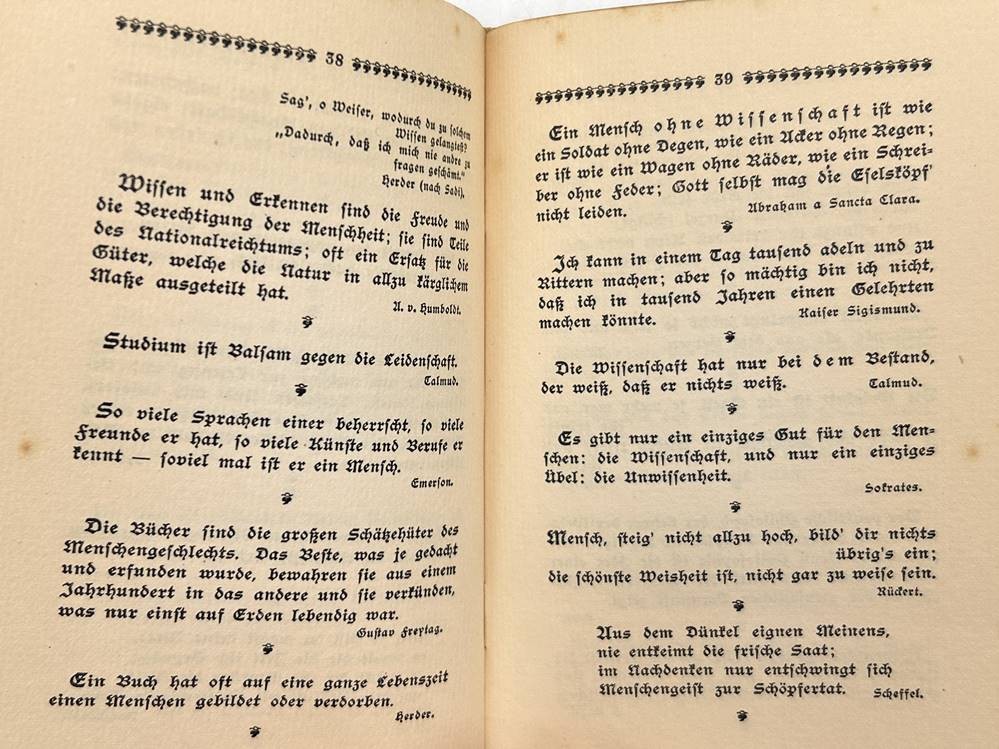 38
Sag', o Weiser, wodurch du zu solchem
Wissen gelangtest?
„Dadurch, daß ich mich nie andre zu
fragen geschämt.“
Herder (nach Sadi).
Wissen und Erkennen sind die Freude und
die Berechtigung der Menschheit; sie sind Teile
des Nationalreichtums; oft ein Ersatz für die
Güter, welche die Natur in allzu kärglichem
Maße ausgeteilt hat.
A. v. Humboldt.
Studium ist Balsam gegen die Leidenschaft.
Talmud.
So viele Sprachen einer beherrscht, so viele
Freunde er hat, so viele Künste und Berufe er
kennt — soviel mal ist er ein Mensch.
Emerson.
Die Bücher sind die großen Schätzehüter des
Menschengeschlechts. Das Beste, was je gedacht
und erfunden wurde, bewahren sie aus einem
Jahrhundert in das andere und sie verkünden,
was nur einst auf Erden lebendig war.
Gustav Freytag.
Ein Buch hat oft auf eine ganze Lebenszeit
einen Menschen gebildet oder verdorben.
Herder.
39
Ein Mensch ohne Wissenschaft ist wie
ein Soldat ohne Degen, wie ein Acker ohne Regen;
er ist wie ein Wagen ohne Räder, wie ein Schrei-
ber ohne Feder; Gott selbst mag die Eselsköpf'
nicht leiden.
Abraham a Sancta Clara.
Ich kann in einem Tag tausend adeln und zu
Rittern machen; aber so mächtig bin ich nicht,
daß ich in tausend Jahren einen Gelehrten
machen könnte.
Kaiser Sigismund.
Die Wissenschaft hat nur bei dem Bestand,
der weiß, daß er nichts weiß.
Talmud.
Es gibt nur ein einziges Gut für den Men-
schen: die Wissenschaft, und nur ein einziges
Übel: die Unwissenheit.
Sokrates.
Mensch, steig' nicht allzu hoch, bild' dir nichts
übrig's ein;
die schönste Weisheit ist, nicht gar zu weise sein.
Rückert.
Aus dem Dünkel eignen Meinens,
nie entkeimt die frische Saat;
im Nachdenken nur entschwingt sich
Menschengeist zur Schöpfertat.
Scheffel.